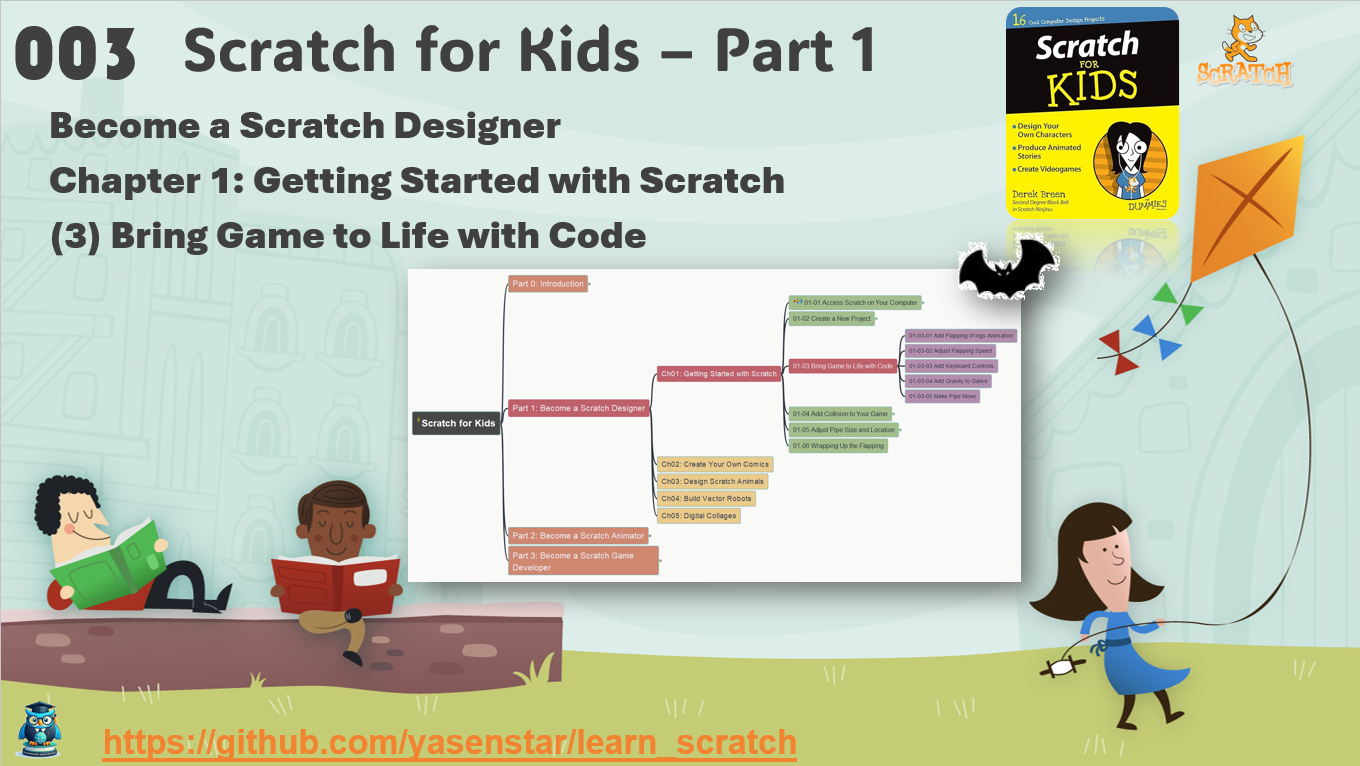 003 Scratch for Kids – Part 1
Become a Scratch Designer
Chapter 1: Getting Started with Scratch
(3) Bring Game to Life with Code
16 Cool Computer Design Projects
Scratch
FOR
KIDS
Design Your
Own Characters
Produce Animated
Stories
Create Videogames
Derek Breen
Second Degree Black Belt
in Scratch Ninjitsu
DUMMIES
SCRATCH
Scratch for Kids
Part 0: Introduction
Part 1: Become a Scratch Designer
Ch01: Getting Started with Scratch
01-01 Access Scratch on Your Computer
01-02 Create a New Project
01-03 Bring Game to Life with Code
01-03-01 Add Flapping Wings Animation
01-03-02 Adjust Flapping Speed
01-03-03 Add Keyboard Controls
01-03-04 Add Gravity to Game
01-03-05 Make Pipe Move
01-04 Add Collision to Your Game
01-05 Adjust Pipe Size and Location
01-06 Wrapping Up the Flapping
Ch02: Create Your Own Comics
Ch03: Design Scratch Animals
Ch04: Build Vector Robots
Ch05: Digital Collages
Part 2: Become a Scratch Animator
Part 3: Become a Scratch Game
Developer
https://github.com/yasenstar/learn_scratch